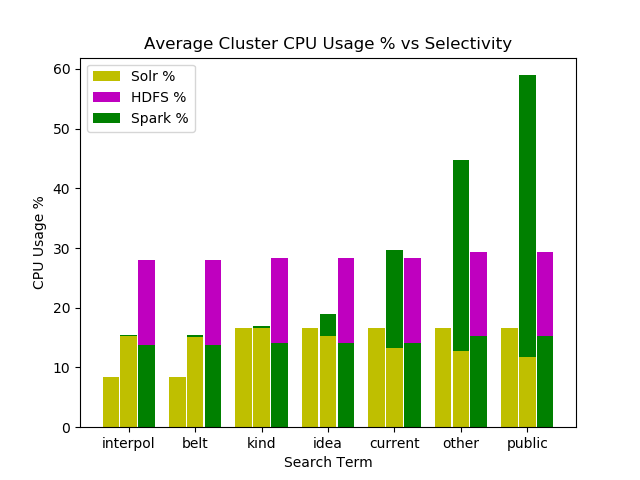 Average Cluster CPU Usage % vs Selectivity
Solr %
HDFS %
Spark %
CPU Usage %
60
50
40
30
20
10
0
interpol belt kind idea current other public
Search Term